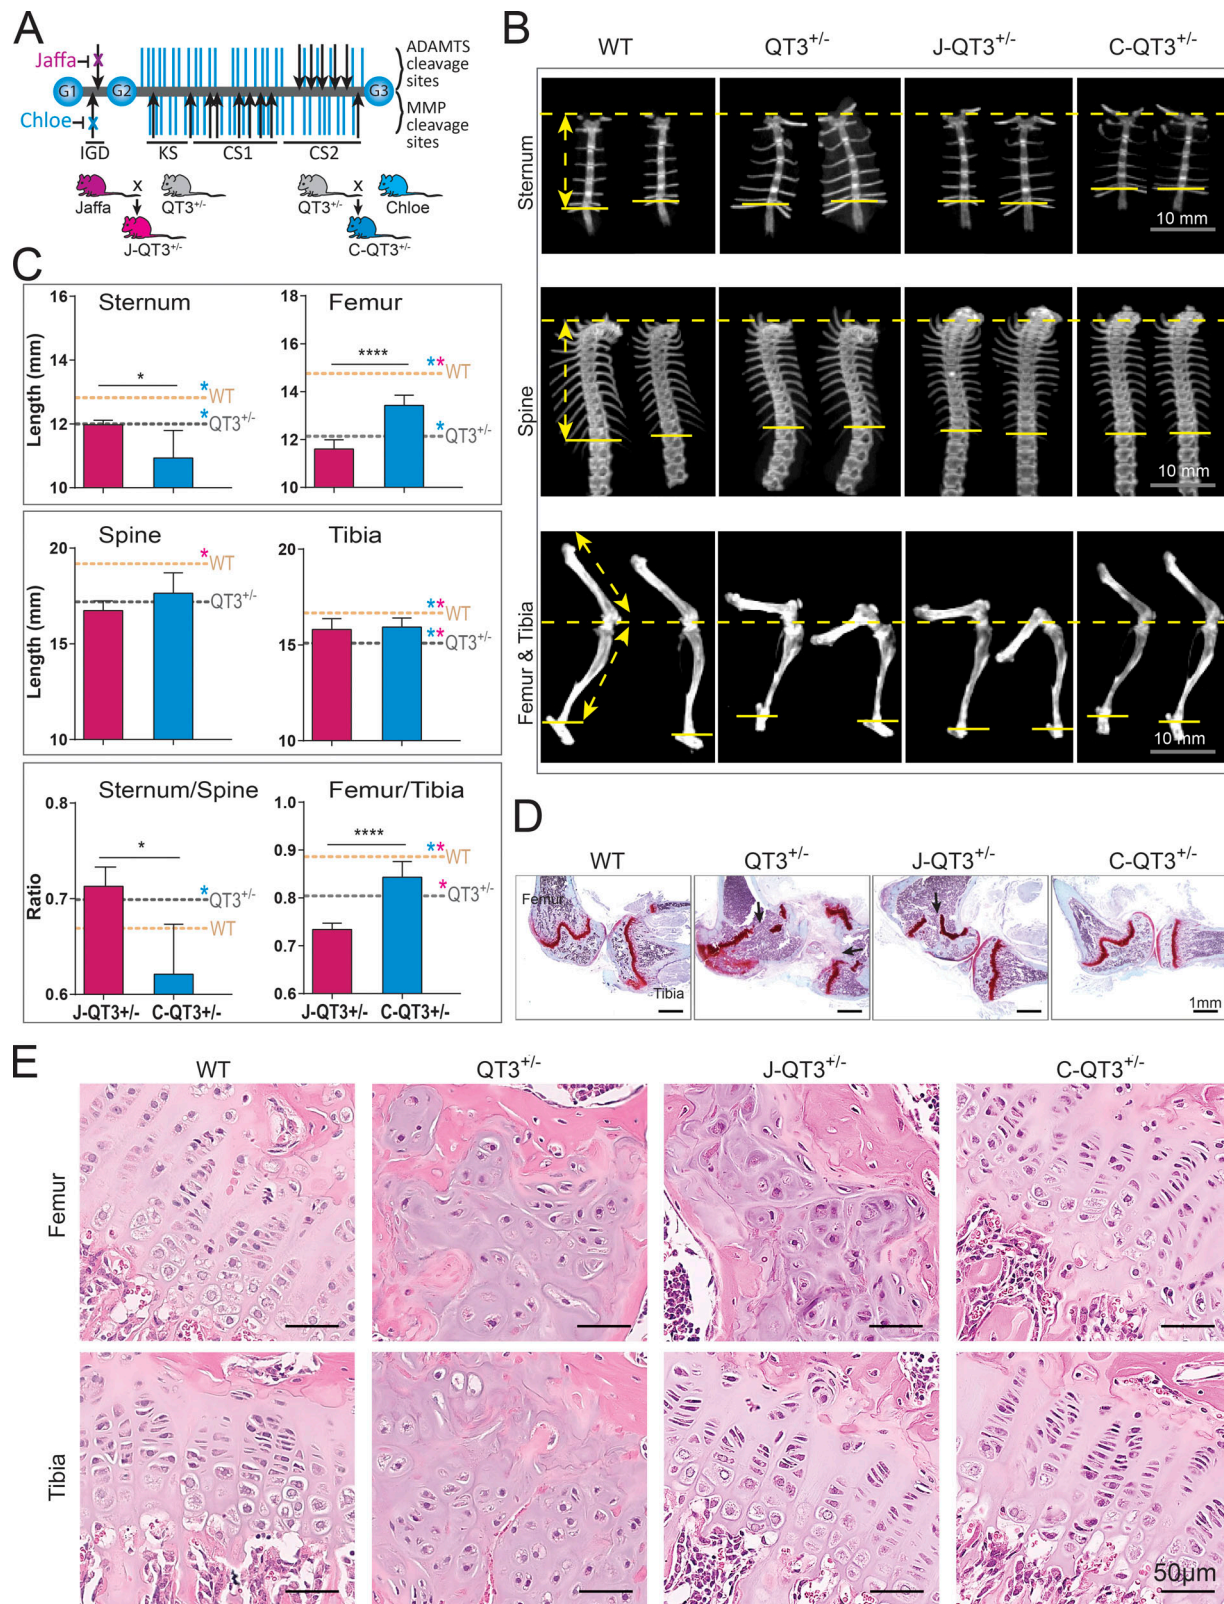 A
Jaffa
ADAMTS
cleavage
sites
G1
G2
G3
Chloe
MMP
cleavage
sites
IGD
KS
CS1
CS2
x
x
Jaffa
QT3+/-
QT3+/-
Chloe
J-QT3+/-
C-QT3+/-
B
WT
QT3+/-
J-QT3+/-
C-QT3+/-
Sternum
10 mm
Spine
10 mm
Femur & Tibia
10 mm
C
Sternum
Length (mm)
16
14
12
10
*
*WT
*QT3+/-
Femur
18
16
14
12
10
****
**WT
*QT3+/-
Spine
Length (mm)
20
15
10
*WT
QT3+/-
Tibia
20
15
10
**WT
**QT3+/-
Sternum/Spine
Ratio
0.8
0.7
0.6
*
*QT3+/-
WT
J-QT3+/- C-QT3+/-
Femur/Tibia
1.0
0.9
0.8
0.7
0.6
****
**WT
*QT3+/-
J-QT3+/- C-QT3+/-
D
WT
QT3+/-
J-QT3+/-
C-QT3+/-
Femur
Tibia
1mm
E
WT
QT3+/-
J-QT3+/-
C-QT3+/-
Femur
Tibia
50µm